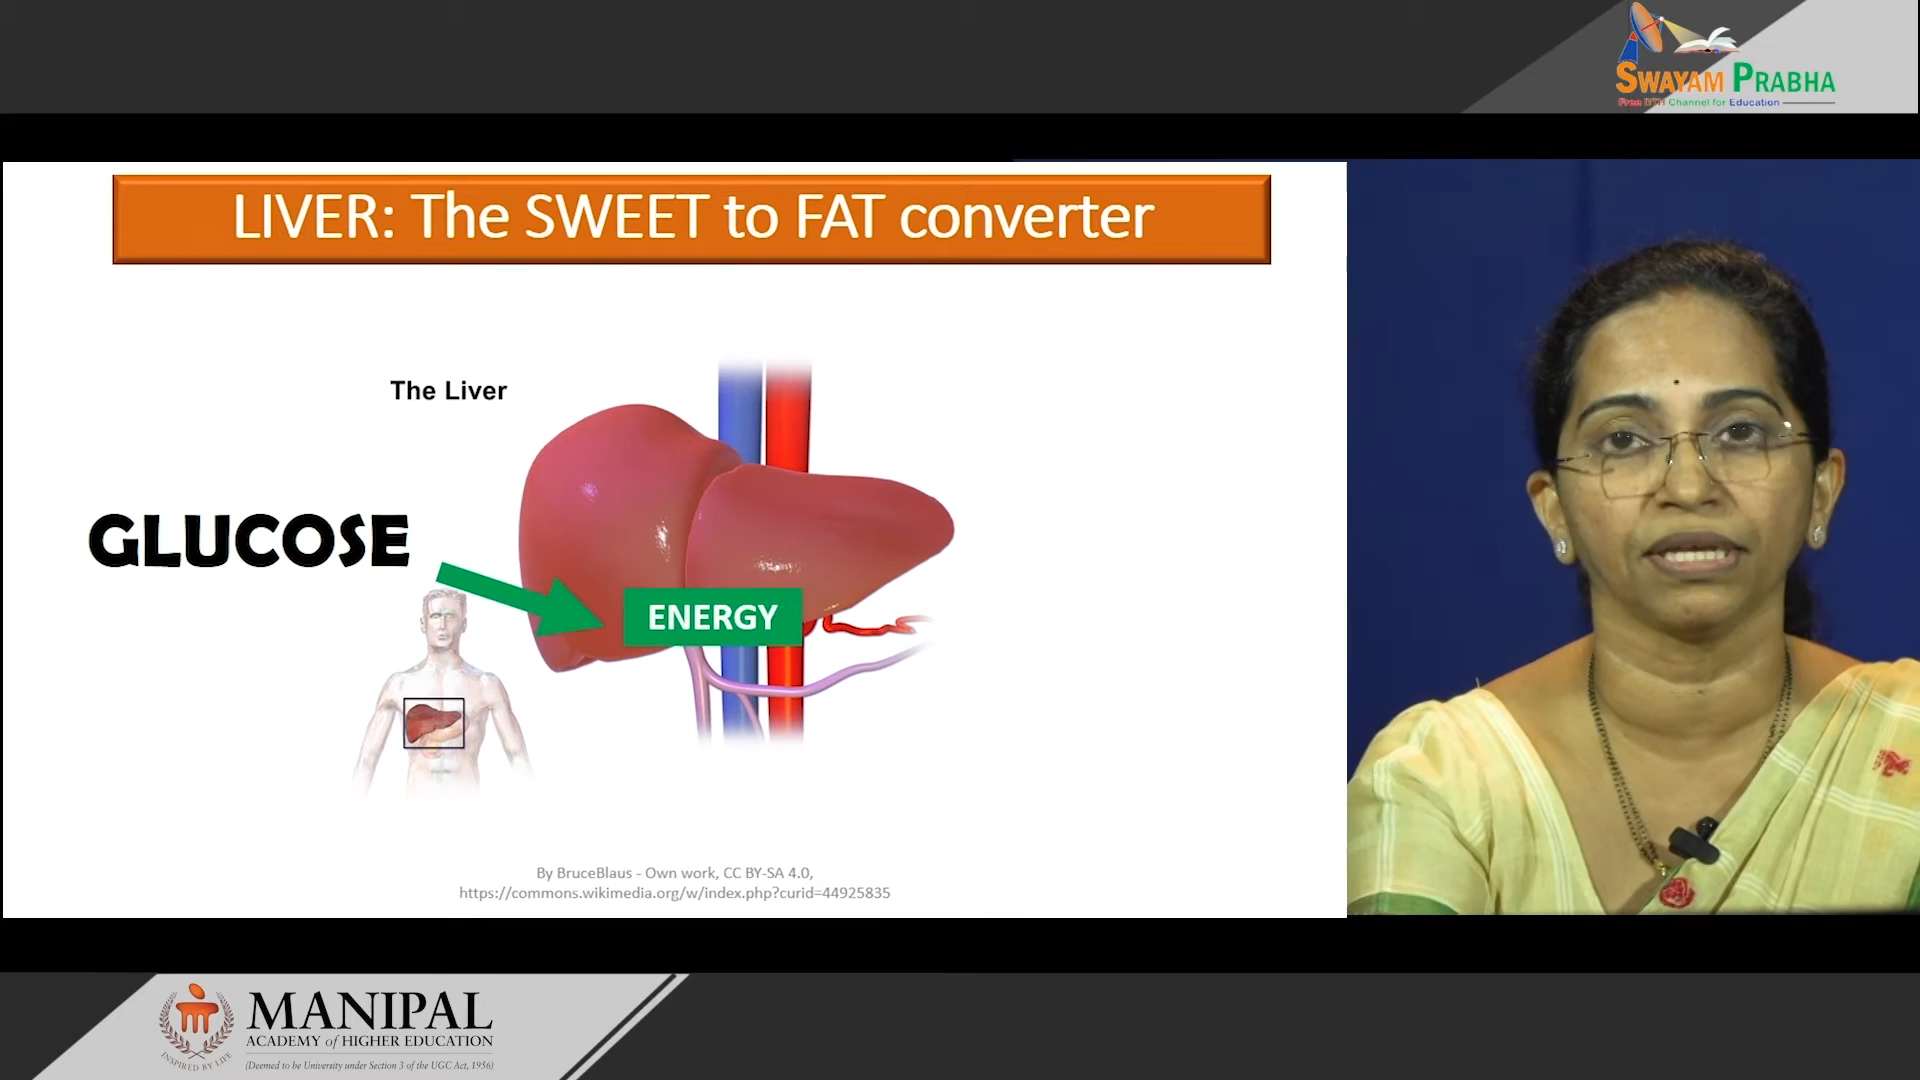 SWAYAM PRABHA
Free DTH Channel for Education
LIVER: The SWEET to FAT converter
The Liver
GLUCOSE
ENERGY
By BruceBlaus - Own work, CC BY-SA 4.0,
https://commons.wikimedia.org/w/index.php?curid=44925835
INSPIRED BY LIFE
MANIPAL
ACADEMY of HIGHER EDUCATION
(Deemed to be University under Section 3 of the UGC Act, 1956)